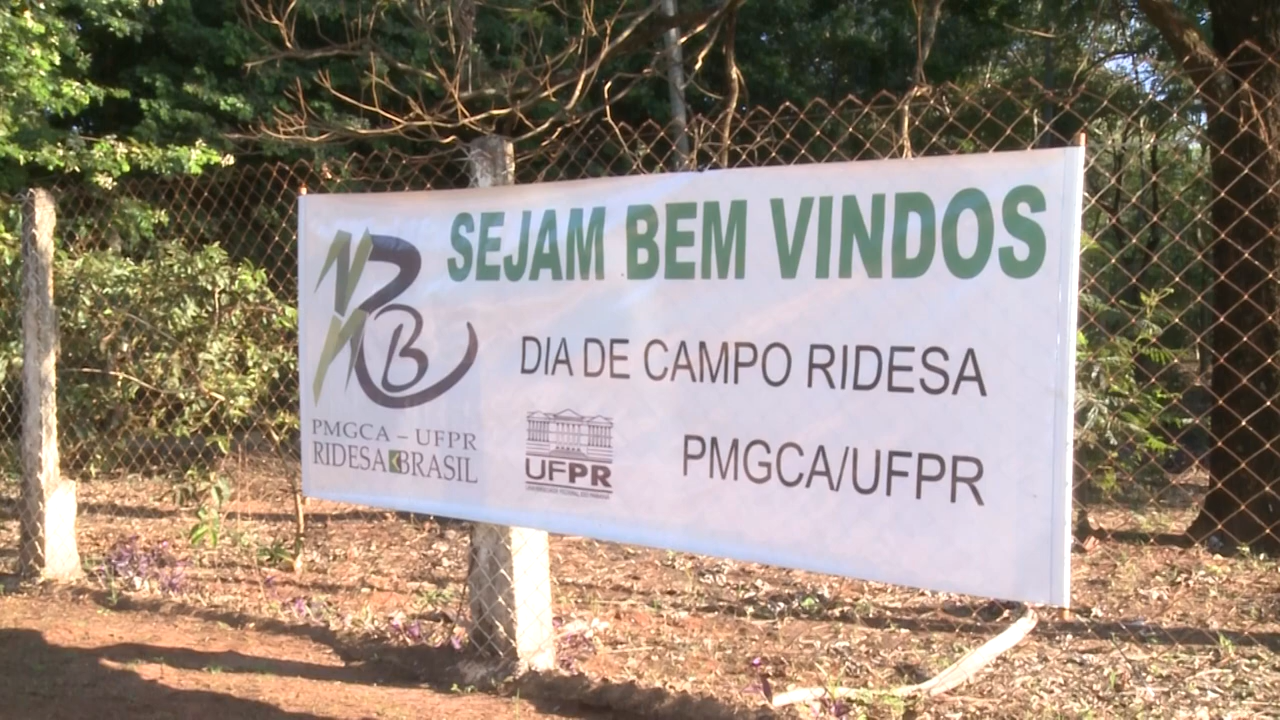 SEJAM BEM VINDOS
DIA DE CAMPO RIDESA
PMGCA/UFPR
B
PMGCA – UFPR
RIDESA BRASIL
UFPR